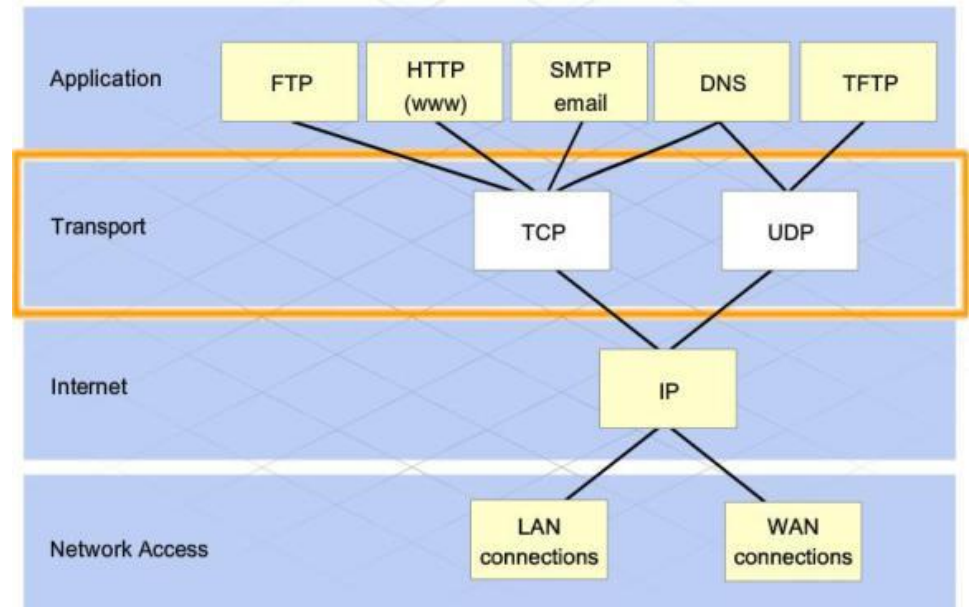 Application
FTP
HTTP
(www)
SMTP
email
DNS
TFTP
Transport
TCP
UDP
Internet
IP
Network Access
LAN
connections
WAN
connections